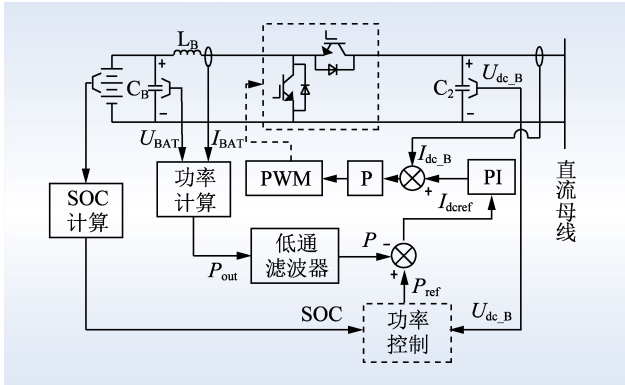 L_B
+
+
C_B
C_2
U_dc_B
−
−
U_BAT
I_BAT
I_dc_B
SOC
计算
功率
计算
PWM
P
+
PI
直流母线
I_dcref
P_out
低通
滤波器
P
−
+
P_ref
SOC
功率
控制
U_dc_B